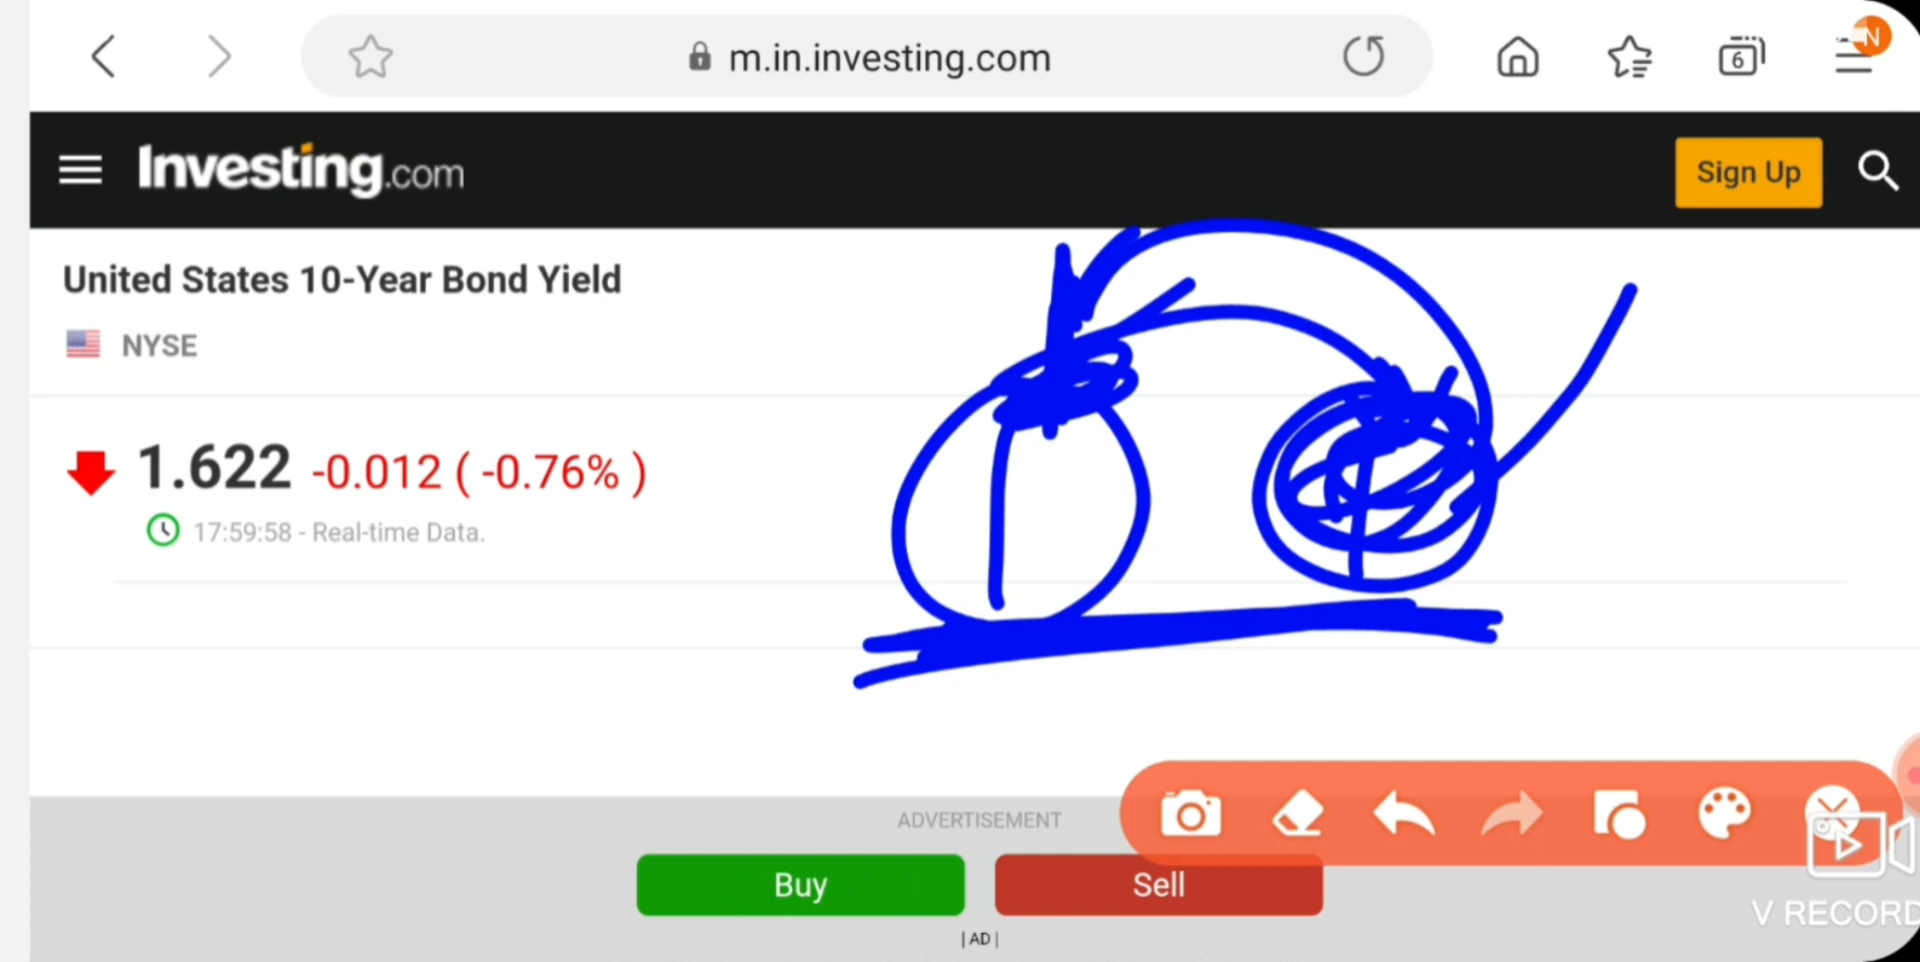 m.in.investing.com
6
N
Investing.com
Sign Up
United States 10-Year Bond Yield
NYSE
1.622 -0.012 ( -0.76% )
17:59:58 - Real-time Data.
ADVERTISEMENT
Buy
Sell
V RECORD
| AD |